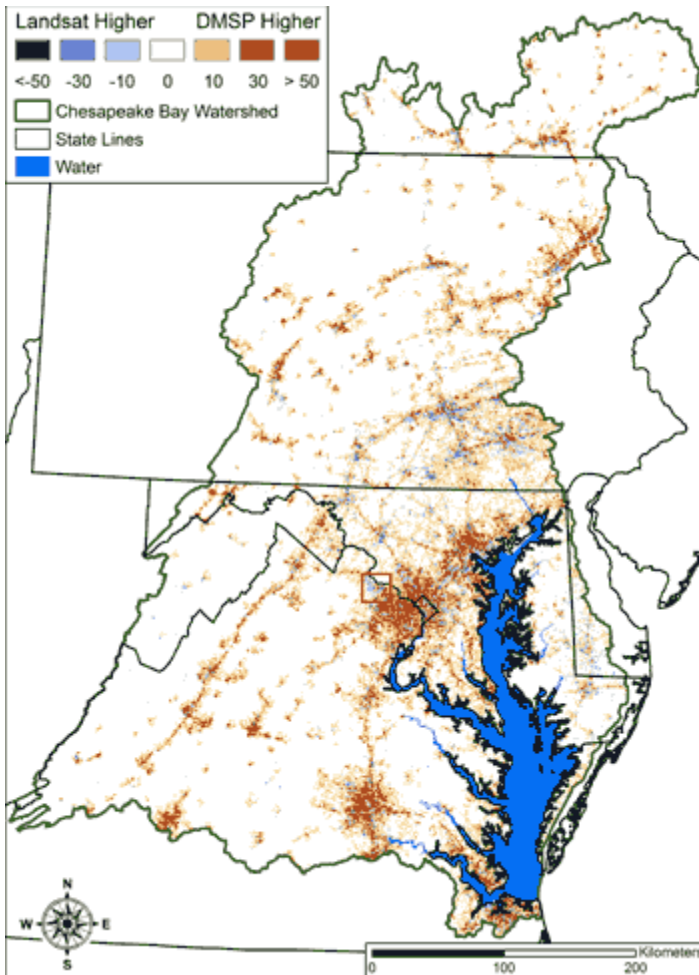 Landsat Higher DMSP Higher
<-50 -30 -10 0 10 30 > 50
Chesapeake Bay Watershed
State Lines
Water
N
W E
S
Kilometers
0 100 200